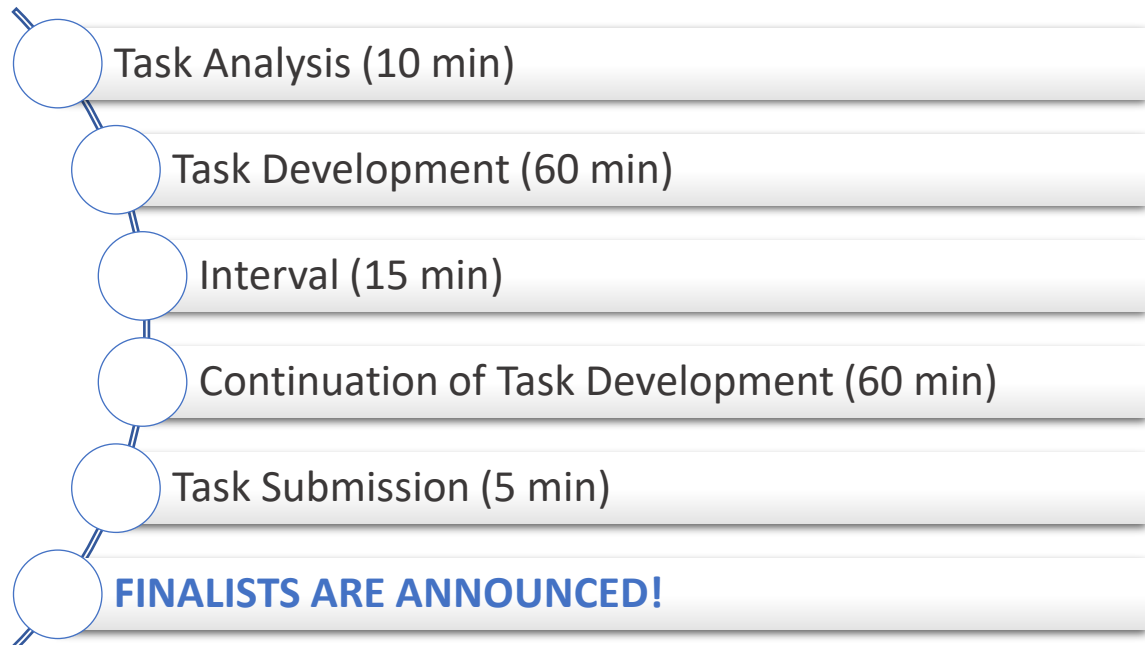 Task Analysis (10 min)
Task Development (60 min)
Interval (15 min)
Continuation of Task Development (60 min)
Task Submission (5 min)
FINALISTS ARE ANNOUNCED!